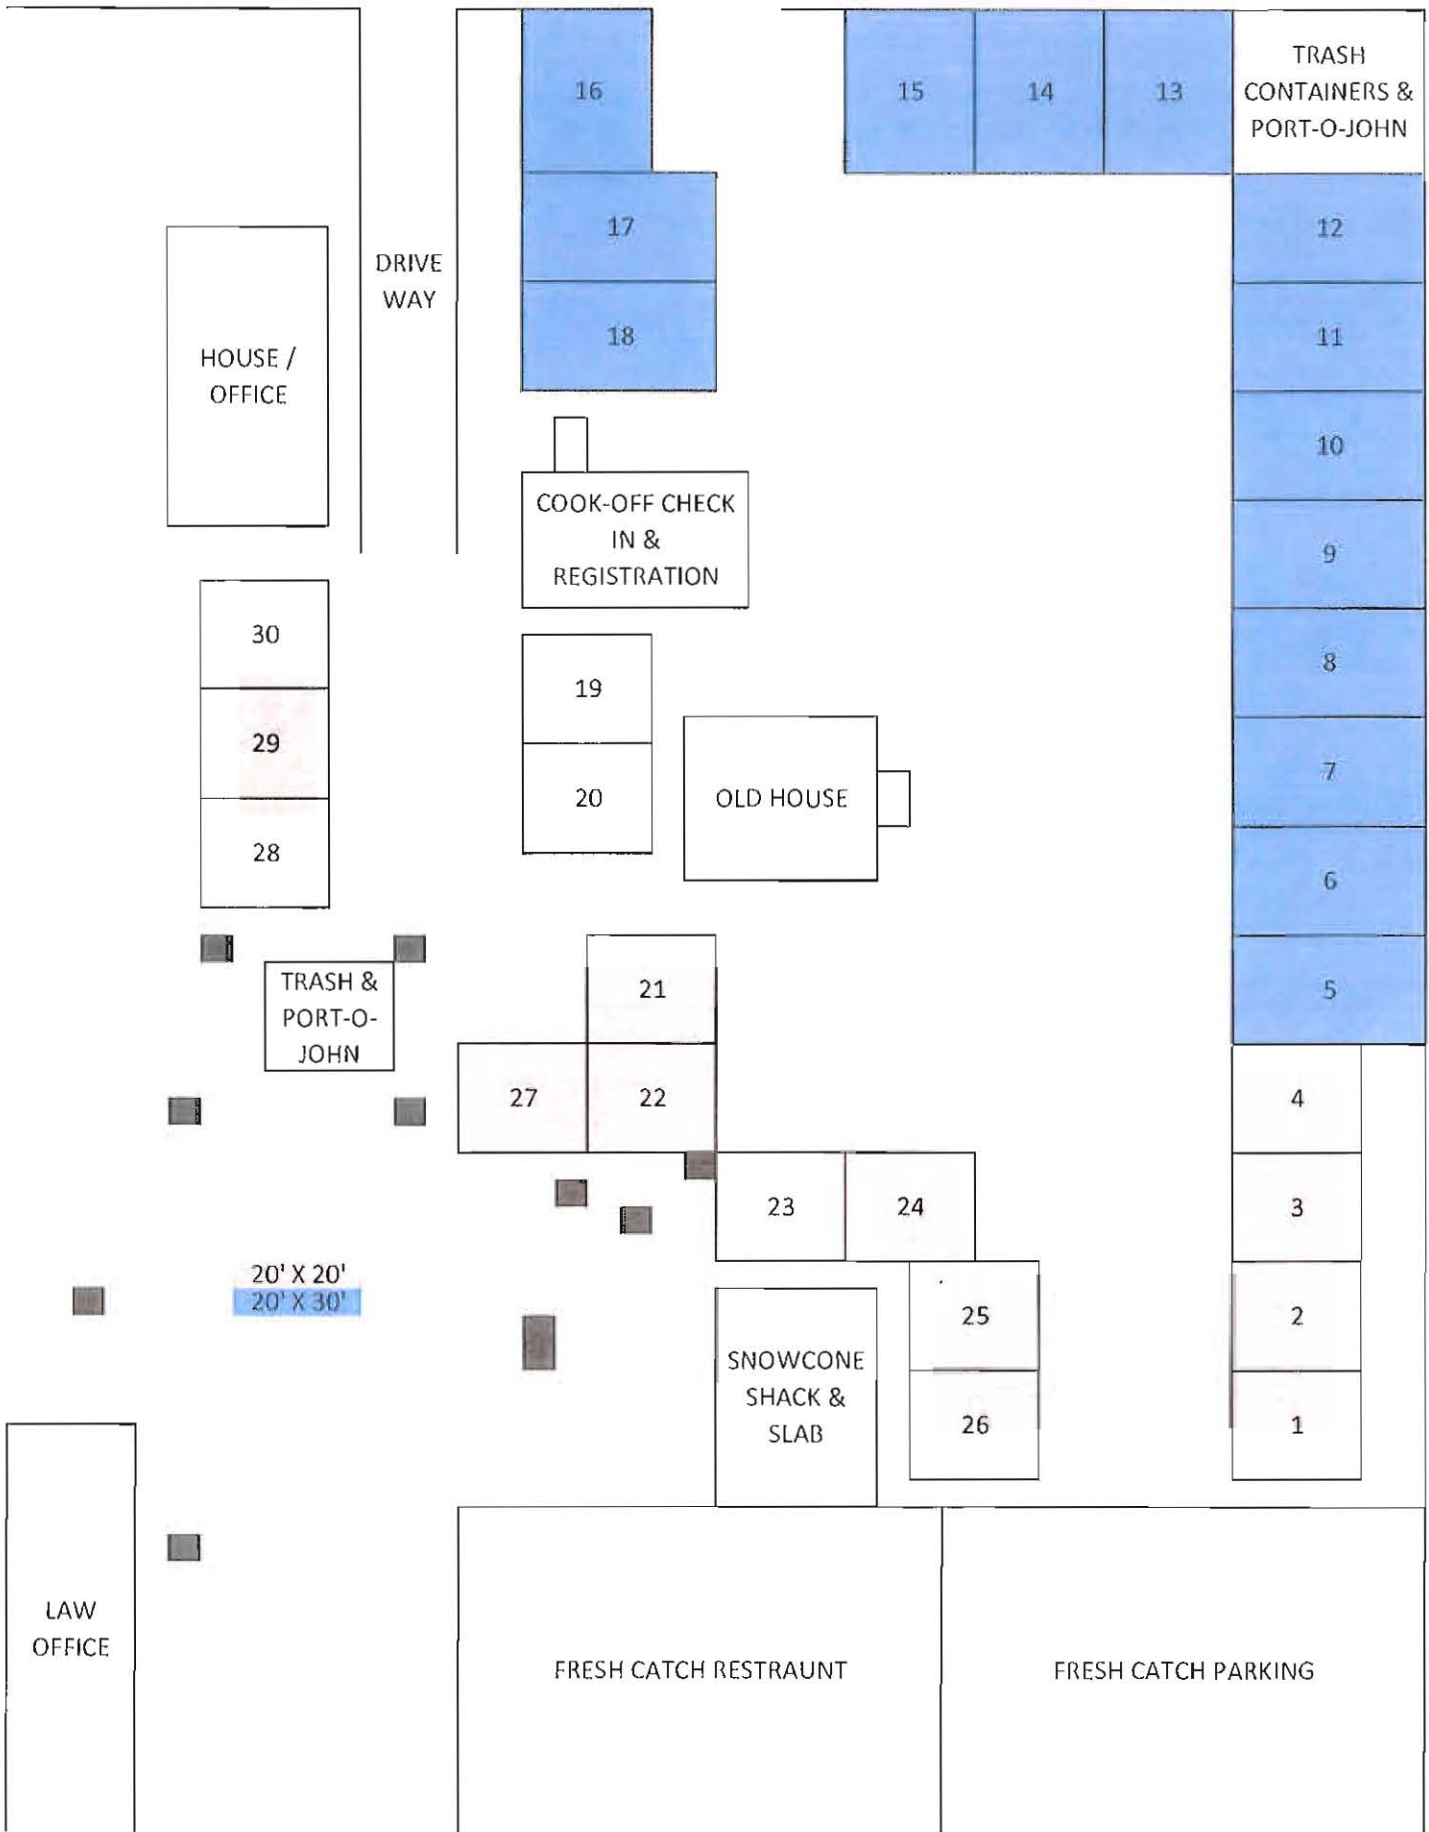 16
15
14
13
TRASH
CONTAINERS &
PORT-O-JOHN
17
12
DRIVE
WAY
18
11
HOUSE /
OFFICE
10
COOK-OFF CHECK
IN &
REGISTRATION
9
30
8
19
29
7
20
OLD HOUSE
28
6
21
5
TRASH &
PORT-O-
JOHN
27
22
4
23
24
3
20' X 20'
20' X 30'
25
2
SNOWCONE
SHACK &
SLAB
26
1
LAW
OFFICE
FRESH CATCH RESTRAUNT
FRESH CATCH PARKING